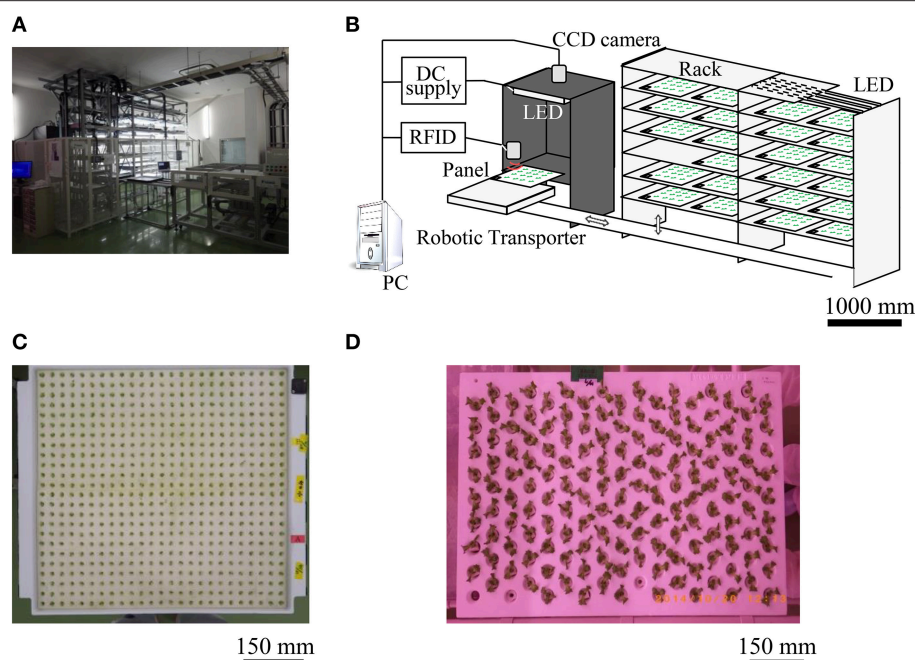 A
B
CCD camera
DC
supply
LED
Rack
LED
RFID
Panel
Robotic Transporter
PC
1000 mm
C
D
150 mm
150 mm